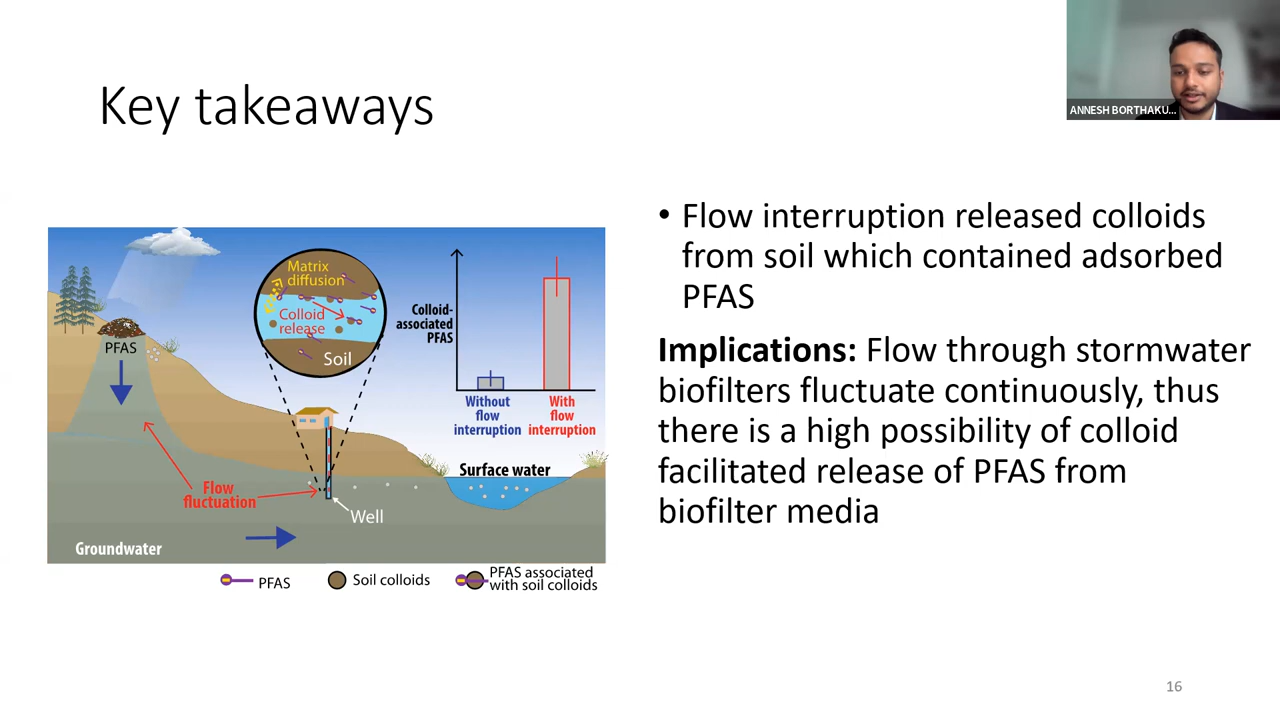 Key takeaways
ANNESH BORTHAKU...
Matrix
diffusion
Colloid
release
Soil
PFAS
Colloid-
associated
PFAS
Without
flow
interruption
With
flow
interruption
Flow
fluctuation
Surface water
Well
Groundwater
PFAS
Soil colloids
PFAS associated
with soil colloids
• Flow interruption released colloids
from soil which contained adsorbed
PFAS
Implications: Flow through stormwater
biofilters fluctuate continuously, thus
there is a high possibility of colloid
facilitated release of PFAS from
biofilter media
16